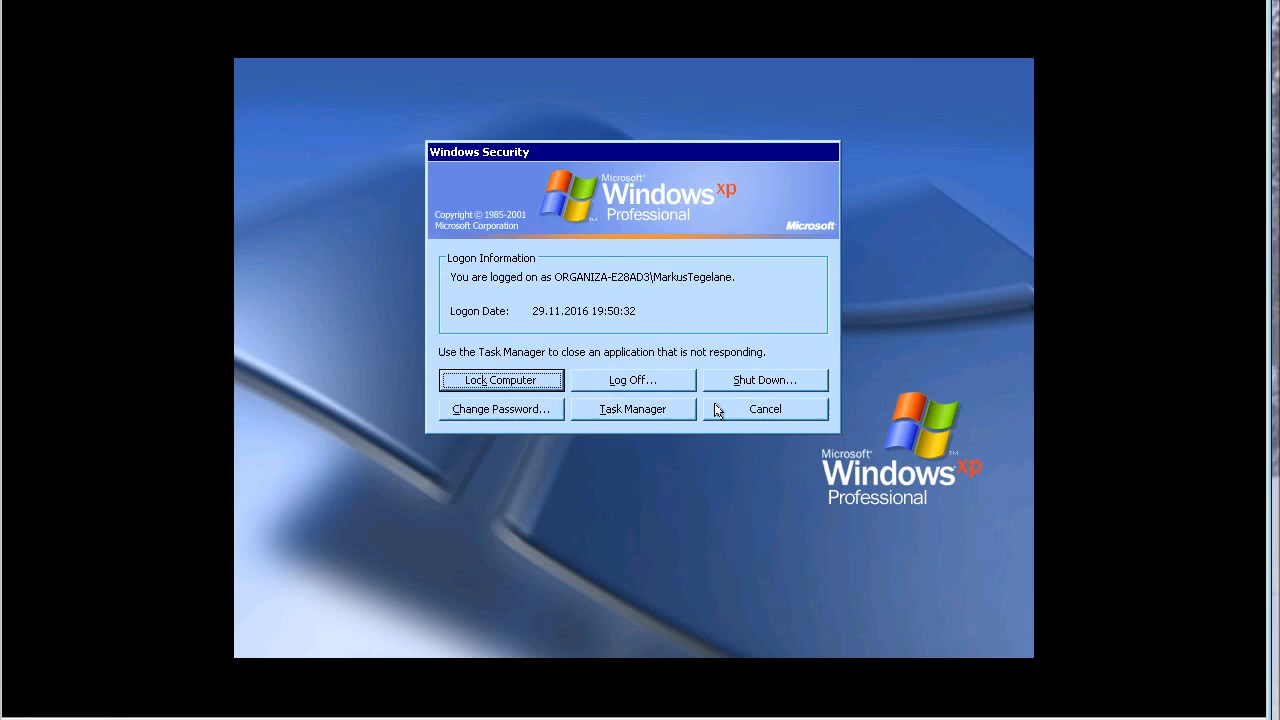 Windows Security
Microsoft®
Windows xp
Professional
Copyright © 1985-2001
Microsoft Corporation
Microsoft
Logon Information
You are logged on as ORGANIZA-E28AD3\MarkusTegelane.
Logon Date: 29.11.2016 19:50:32
Use the Task Manager to close an application that is not responding.
Lock Computer
Log Off...
Shut Down...
Change Password...
Task Manager
Cancel
Microsoft®
Windows xp
Professional